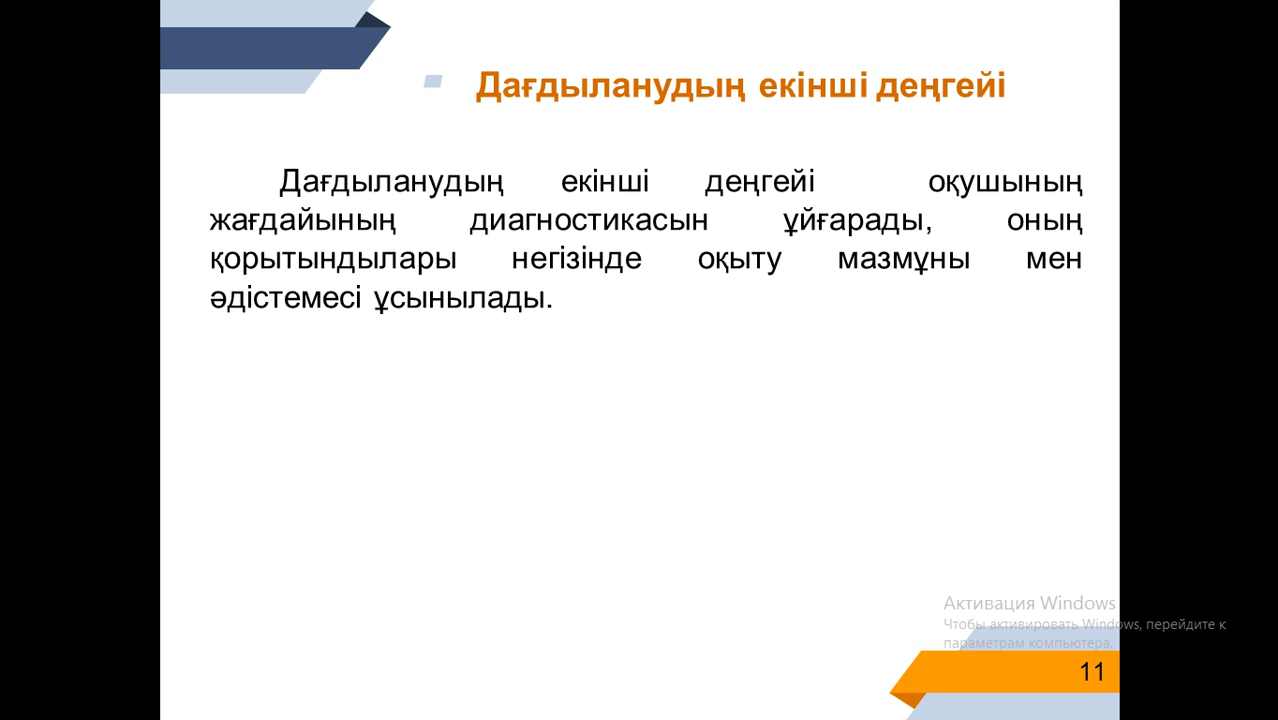 Дағдыланудың екінші деңгейі
Дағдыланудың екінші деңгейі оқушының
жағдайының диагностикасын ұйғарады, оның
қорытындылары негізінде оқыту мазмұны мен
әдістемесі ұсынылады.
Активация Windows
Чтобы активировать Windows, перейдите к
параметрам компьютера.
11